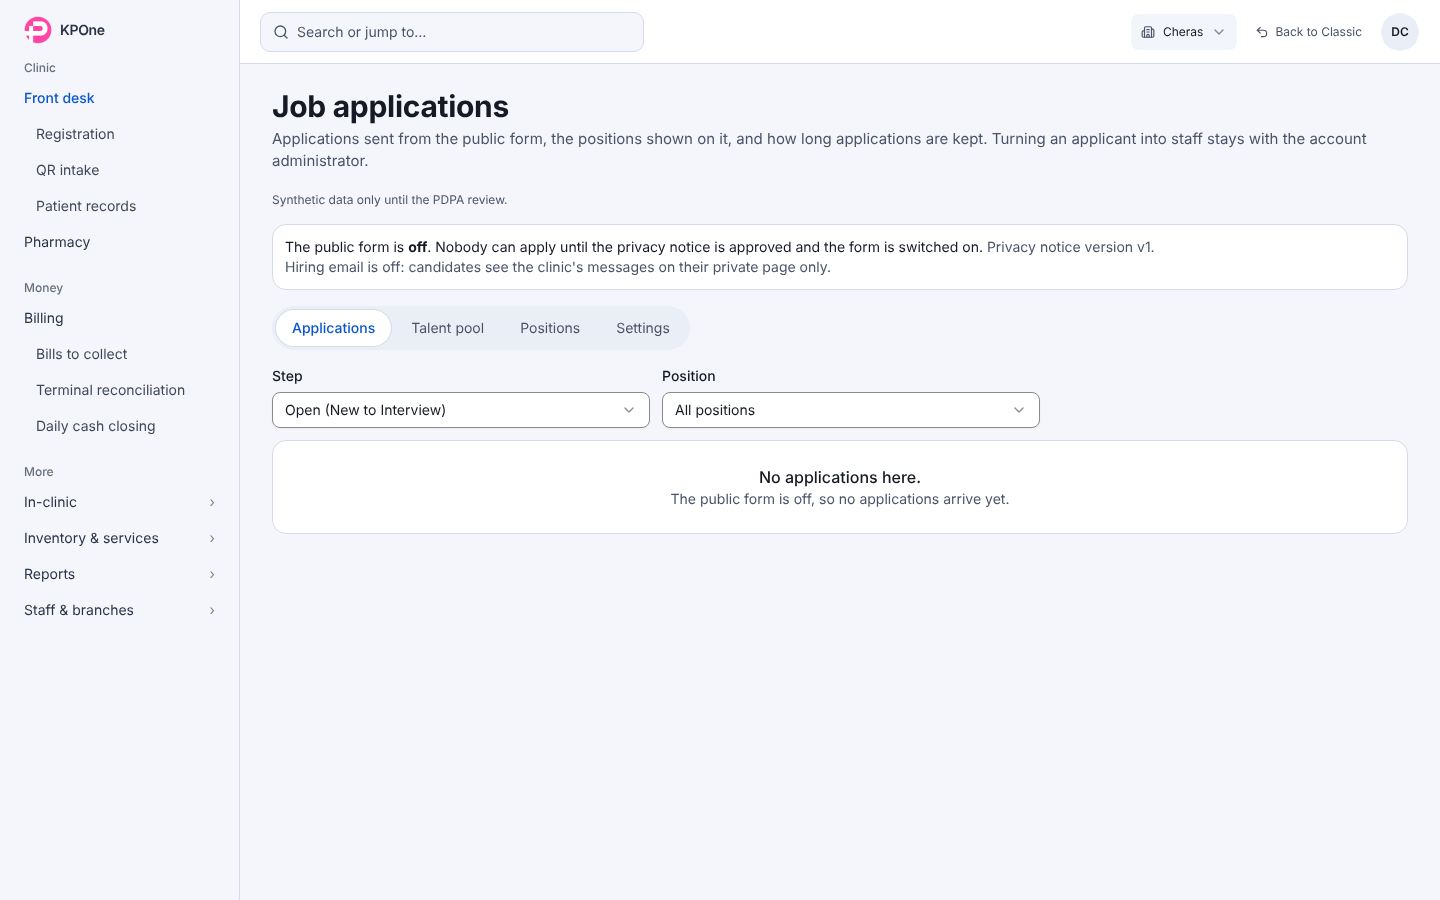 KPOne
Search or jump to...
Cheras
Back to Classic
DC
Clinic
Front desk
Registration
QR intake
Patient records
Pharmacy
Money
Billing
Bills to collect
Terminal reconciliation
Daily cash closing
More
In-clinic
Inventory & services
Reports
Staff & branches
Job applications
Applications sent from the public form, the positions shown on it, and how long applications are kept. Turning an applicant into staff stays with the account
administrator.
Synthetic data only until the PDPA review.
The public form is off. Nobody can apply until the privacy notice is approved and the form is switched on. Privacy notice version v1.
Hiring email is off: candidates see the clinic's messages on their private page only.
Applications Talent pool Positions Settings
Step Position
Open (New to Interview) All positions
No applications here.
The public form is off, so no applications arrive yet.